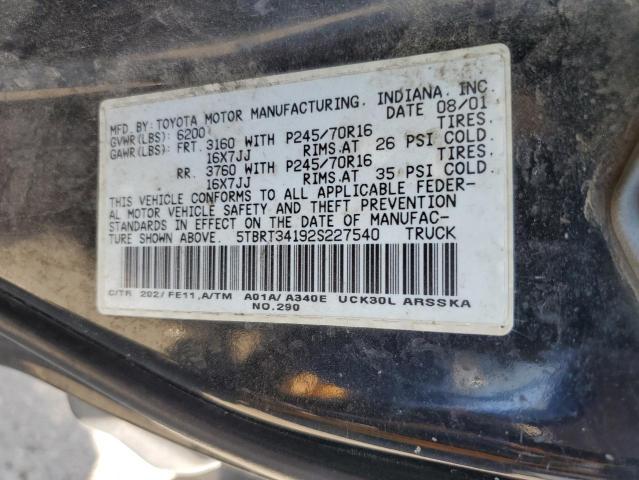 MFD. BY: TOYOTA MOTOR MANUFACTURING, INDIANA, INC.
GVWR(LBS): 6200 DATE 08/01
GAWR(LBS): FRT. 3160 WITH P245/70R16 TIRES.
16X7JJ RIMS AT 26 PSI COLD.
RR. 3760 WITH P245/70R16 TIRES.
16X7JJ RIMS AT 35 PSI COLD.
THIS VEHICLE CONFORMS TO ALL APPLICABLE FEDER-
AL MOTOR VEHICLE SAFETY AND THEFT PREVENTION
STANDARDS IN EFFECT ON THE DATE OF MANUFAC-
TURE SHOWN ABOVE. 5TBRT34192S227540 TRUCK
C/TR 202/FE11,A/TM A01A/A340E UCK30L ARSSKA
NO.290